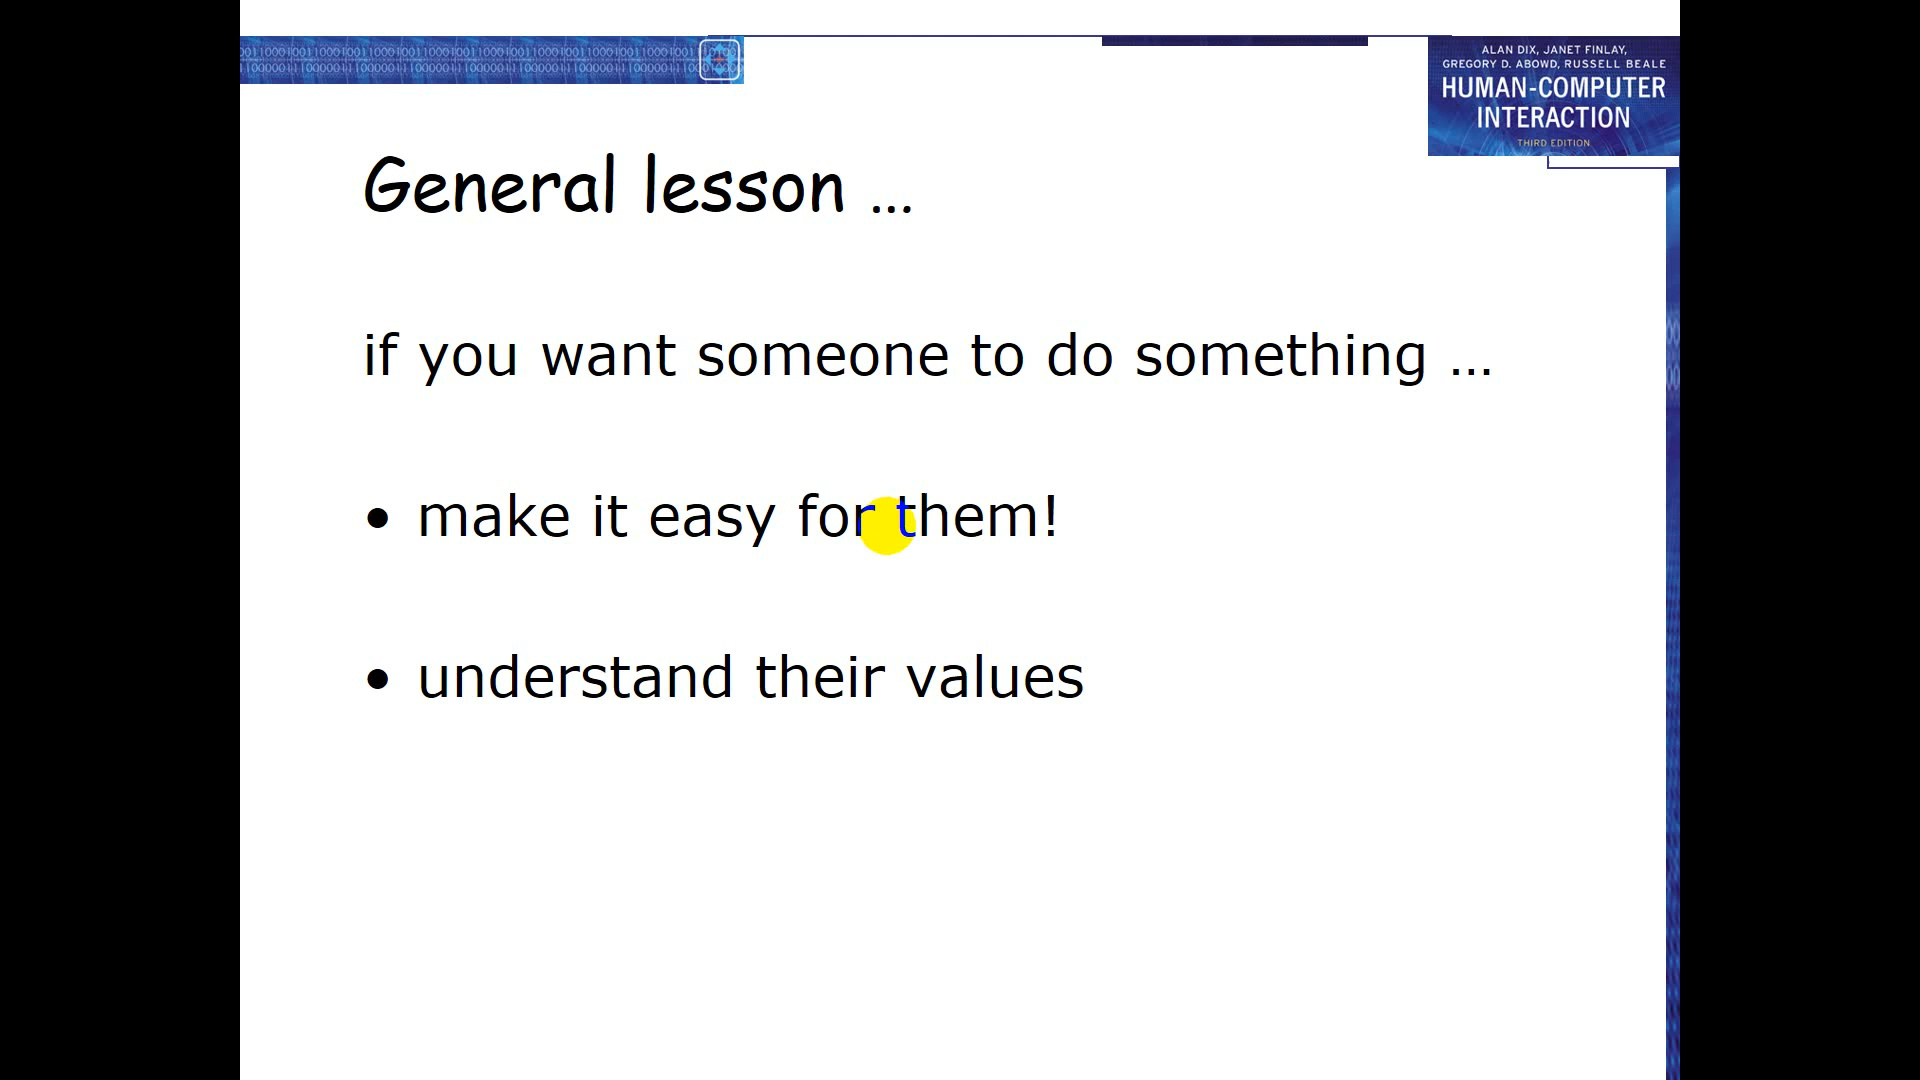 ALAN DIX, JANET FINLAY,
GREGORY D. ABOWD, RUSSELL BEALE
HUMAN-COMPUTER
INTERACTION
THIRD EDITION
General lesson …
if you want someone to do something …
• make it easy for them!
• understand their values